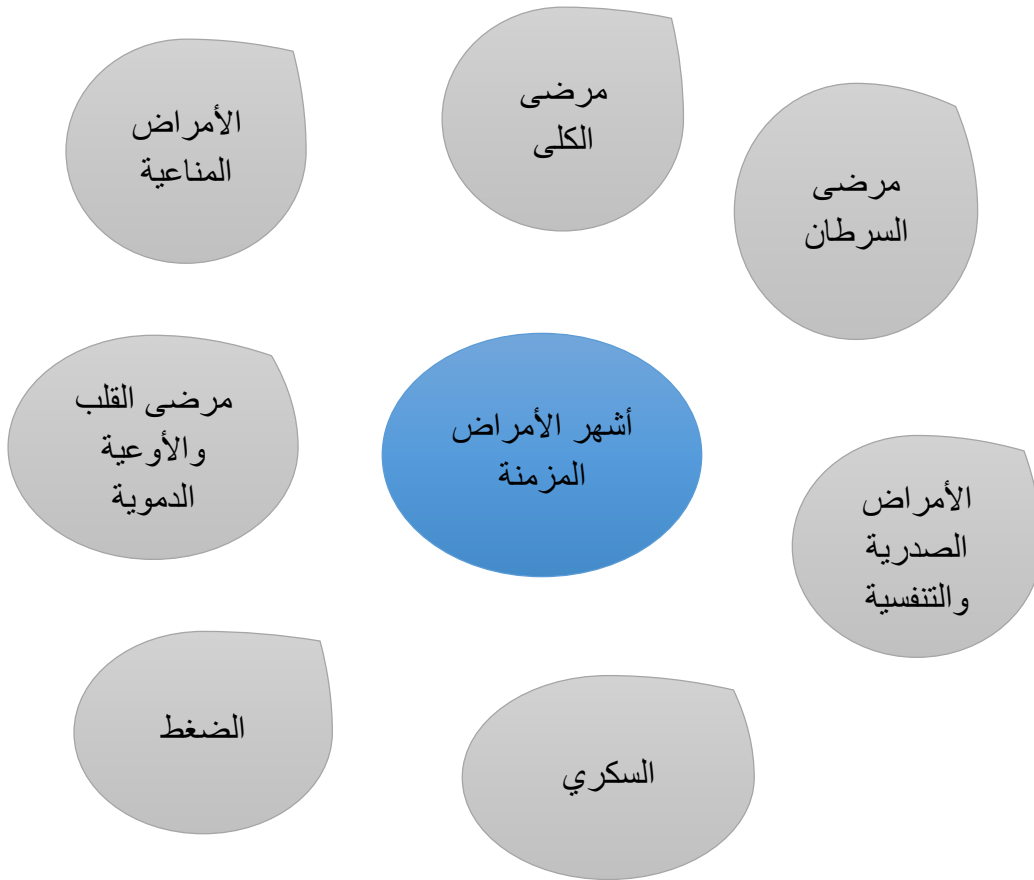 مرضى
الكلى
الأمراض
المناعية
مرضى
السرطان
مرضى القلب
والأوعية
الدموية
أشهر الأمراض
المزمنة
الأمراض
الصدرية
والتنفسية
الضغط
السكري